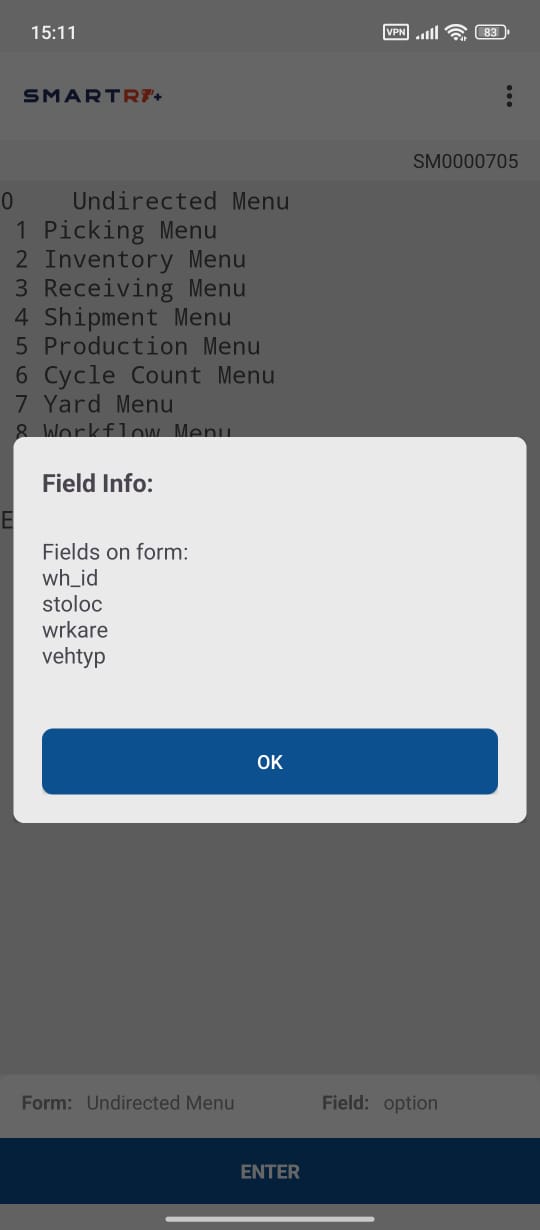 15:11
VPN
83
SMARTRF+
SM0000705
0 Undirected Menu
1 Picking Menu
2 Inventory Menu
3 Receiving Menu
4 Shipment Menu
5 Production Menu
6 Cycle Count Menu
7 Yard Menu
8 Workflow Menu
E
Field Info:
Fields on form:
wh_id
stoloc
wrkare
vehtyp
OK
Form: Undirected Menu Field: option
ENTER